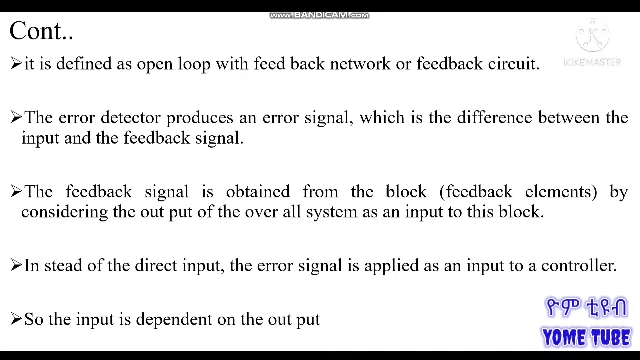 www.BANDICAM.com
Cont..
KINEMASTER
➢it is defined as open loop with feed back network or feedback circuit.
➢The error detector produces an error signal, which is the difference between the
input and the feedback signal.
➢The feedback signal is obtained from the block (feedback elements) by
considering the out put of the over all system as an input to this block.
➢In stead of the direct input, the error signal is applied as an input to a controller.
➢So the input is dependent on the out put
ዮም ቲዩብ
YOME TUBE